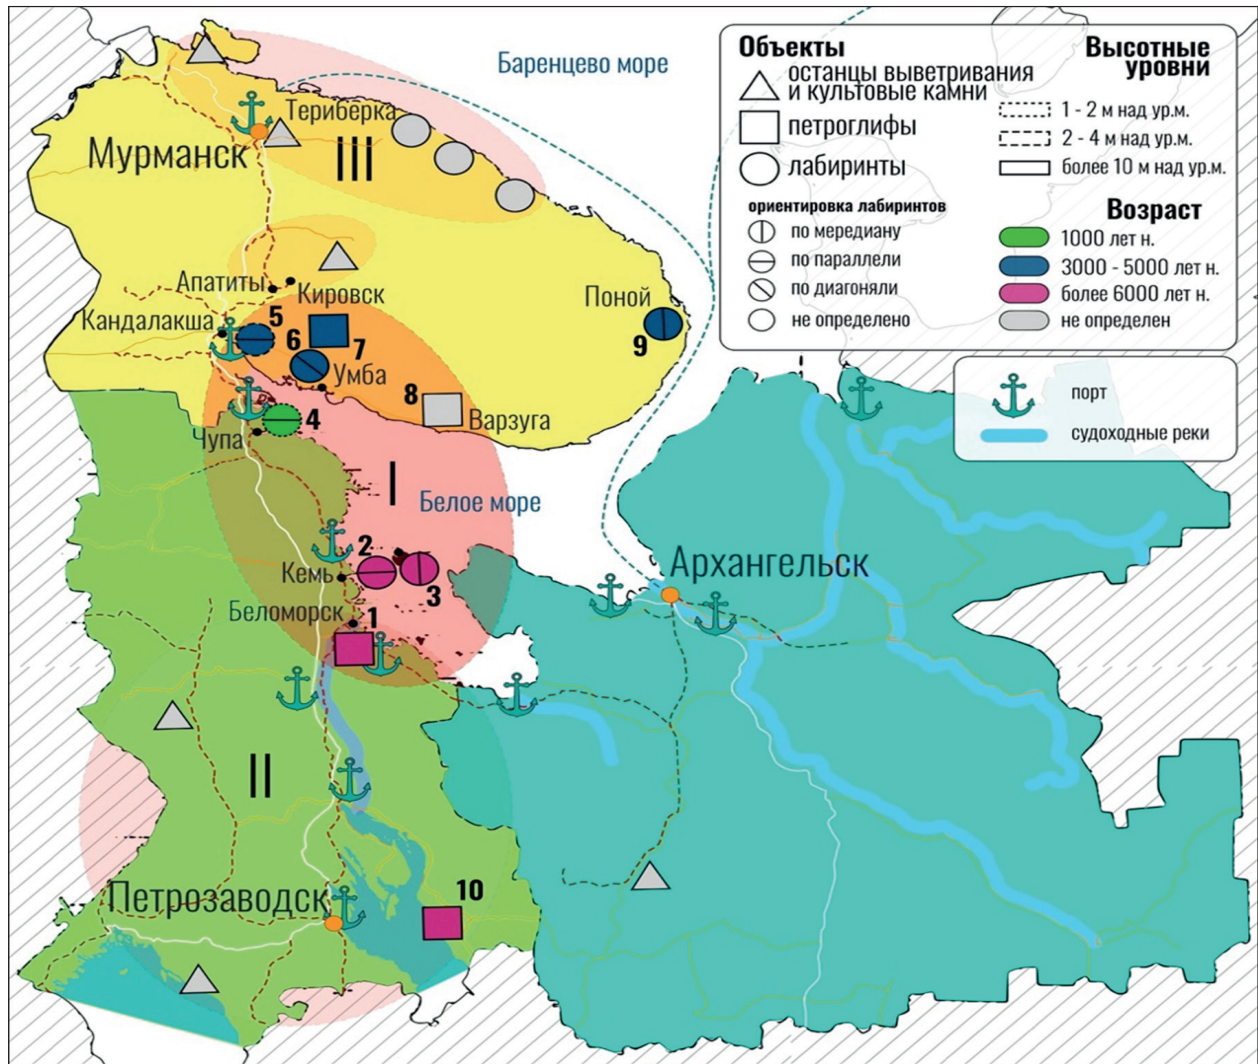 Баренцево море
Териберка
Мурманск
III
Апатиты
Кировск
Кандалакша
5
6
7
Умба
8
Варзуга
Поной
9
4
Чупа
I
Белое море
2
Кемь
3
Беломорск
1
Архангельск
II
Петрозаводск
10
Объекты
останцы выветривания
и культовые камни
петроглифы
лабиринты
ориентировка лабиринтов
по мередиану
по параллели
по диагоняли
не определено
Высотные
уровни
1 - 2 м над ур.м.
2 - 4 м над ур.м.
более 10 м над ур.м.
Возраст
1000 лет н.
3000 - 5000 лет н.
более 6000 лет н.
не определен
порт
судоходные реки